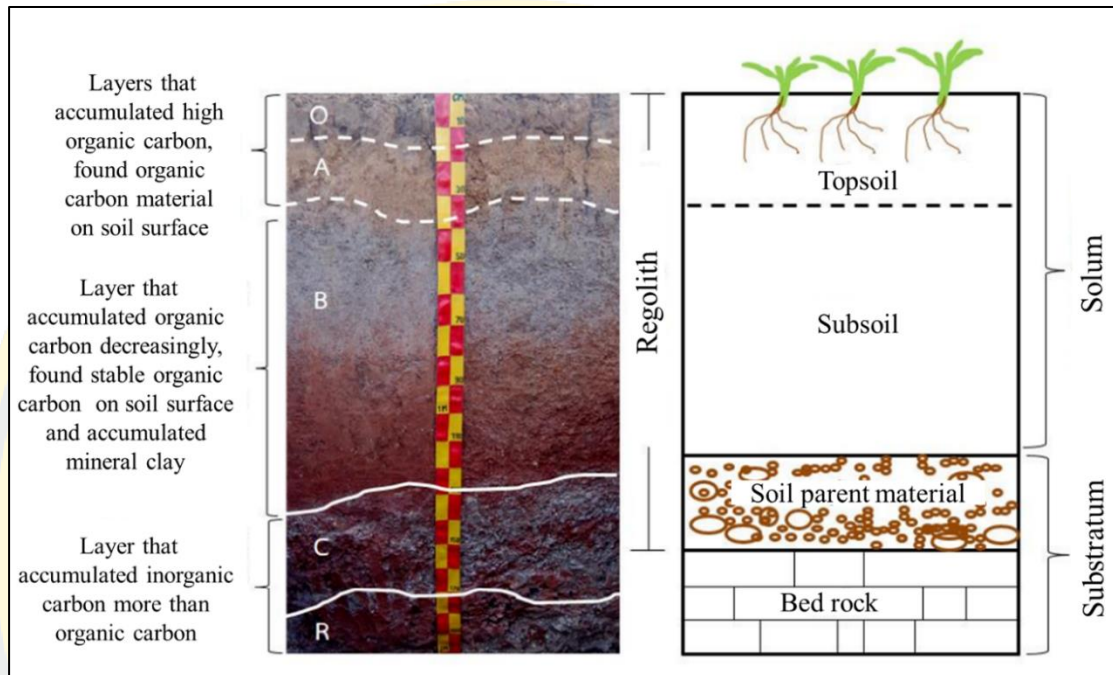 Layers that
accumulated high
organic carbon,
found organic
carbon material
on soil surface
Layer that
accumulated organic
carbon decreasingly,
found stable organic
carbon on soil surface
and accumulated
mineral clay
Layer that
accumulated inorganic
carbon more than
organic carbon
O
A
B
C
R
Regolith
Topsoil
Subsoil
Soil parent material
Bed rock
Solum
Substratum